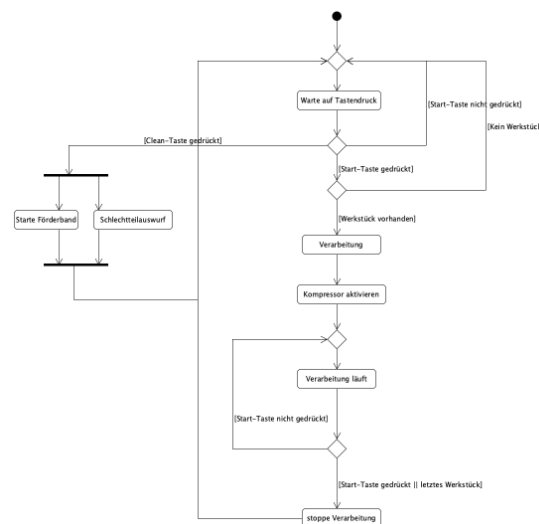 Warte auf Tastendruck
[Start-Taste nicht gedrückt]
[Kein Werkstück]
[Clean-Taste gedrückt]
[Start-Taste gedrückt]
Starte Förderband
Schlechtteilauswurf
[Werkstück vorhanden]
Verarbeitung
Kompressor aktivieren
Verarbeitung läuft
[Start-Taste nicht gedrückt]
[Start-Taste gedrückt || letztes Werkstück]
stoppe Verarbeitung